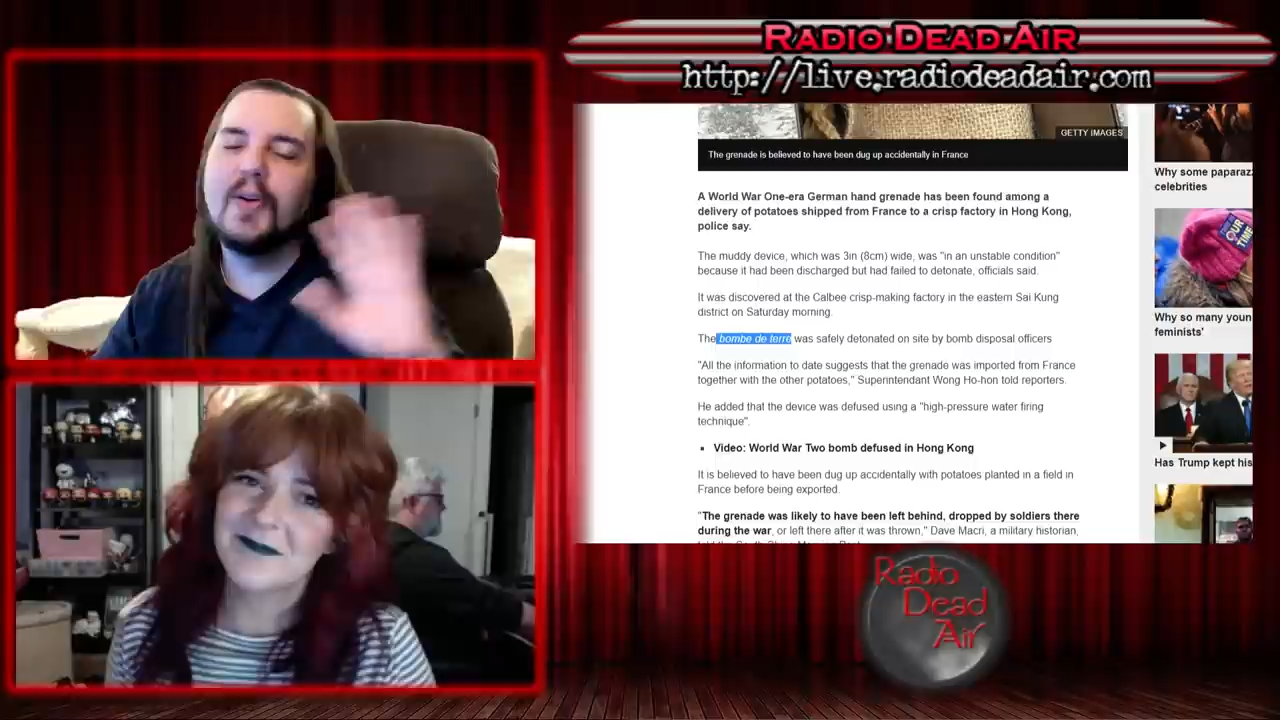 RADIO DEAD AIR
http://live.radiodeadair.com
GETTY IMAGES
The grenade is believed to have been dug up accidentally in France
A World War One-era German hand grenade has been found among a
delivery of potatoes shipped from France to a crisp factory in Hong Kong,
police say.
The muddy device, which was 3in (8cm) wide, was "in an unstable condition"
because it had been discharged but had failed to detonate, officials said.
It was discovered at the Calbee crisp-making factory in the eastern Sai Kung
district on Saturday morning.
The bombe de terre was safely detonated on site by bomb disposal officers
"All the information to date suggests that the grenade was imported from France
together with the other potatoes," Superintendant Wong Ho-hon told reporters.
He added that the device was defused using a "high-pressure water firing
technique".
Video: World War Two bomb defused in Hong Kong
It is believed to have been dug up accidentally with potatoes planted in a field in
France before being exported.
"The grenade was likely to have been left behind, dropped by soldiers there
during the war, or left there after it was thrown," Dave Macri, a military historian,
Why some paparaz
celebrities
OUR
TIME
Why so many youn
feminists'
Has Trump kept his
Radio
Dead
Air